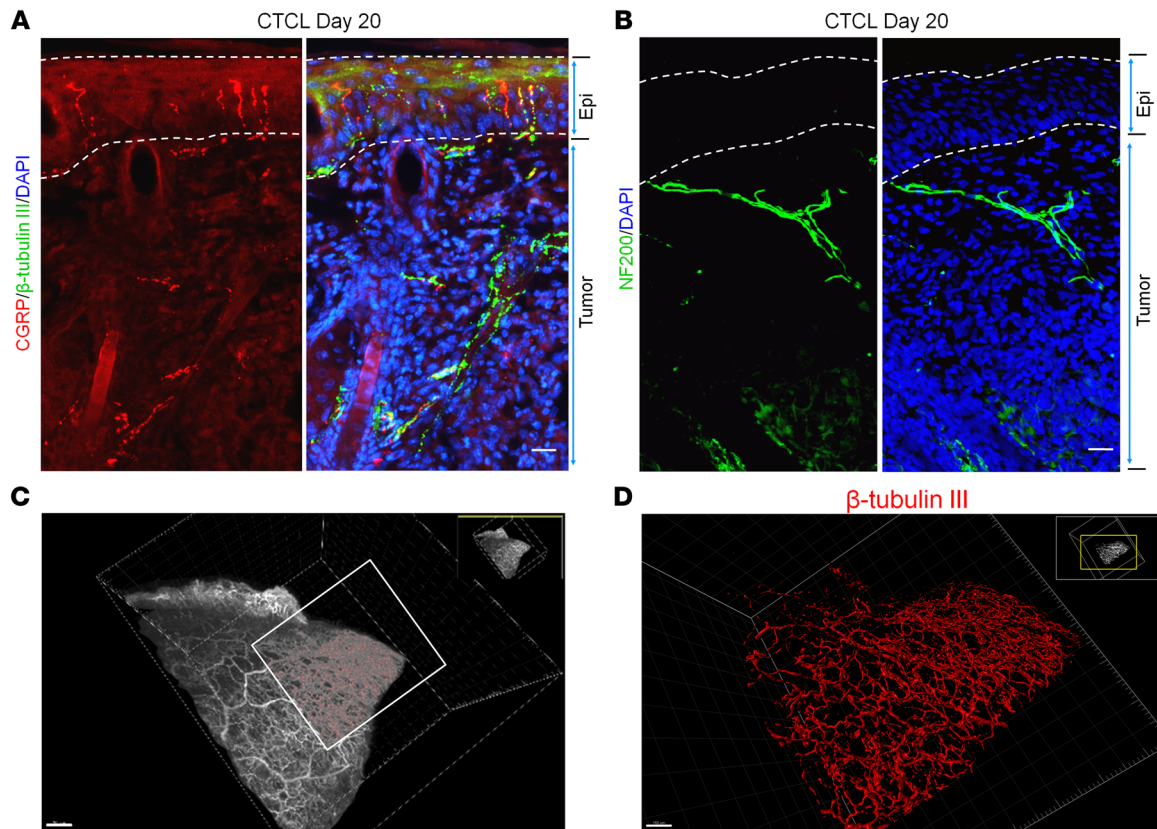 A
CTCL Day 20
CGRP/β-tubulin III/DAPI
Epi
Tumor
B
CTCL Day 20
NF200/DAPI
Epi
Tumor
C
D
β-tubulin III